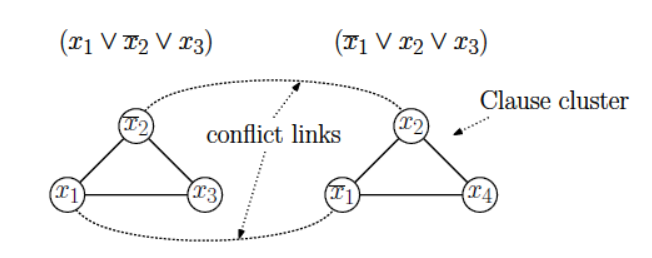 (x₁ ∨ x̅₂ ∨ x₃) (x̅₁ ∨ x₂ ∨ x₃)
Clause cluster
x̅₂ x₂
conflict links
x₁ x₃ x̅₁ x₄